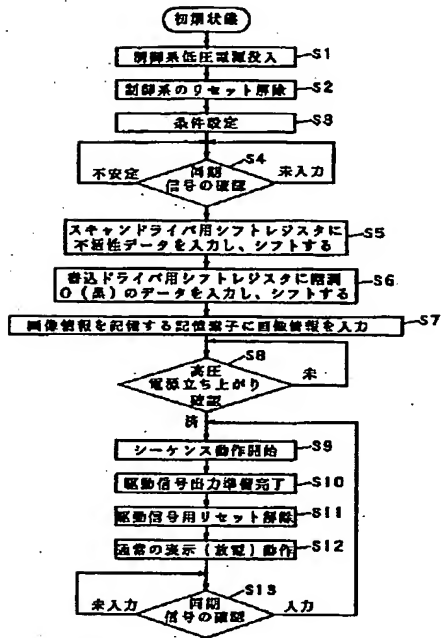 初期状態
制御系低圧電源投入
S1
制御系のリセット解除
S2
条件設定
S3
S4
不安定
同期
信号の確認
未入力
スキャンドライバ用シフトレジスタに
不活性データを入力し、シフトする
S5
書込ドライバ用シフトレジスタに階調
0(黒)のデータを入力し、シフトする
S6
画像情報を記憶する記憶素子に画像情報を入力
S7
S8
高圧
電源立ち上がり
確認
未
済
シーケンス動作開始
S9
駆動信号出力準備完了
S10
駆動信号用リセット解除
S11
通常の表示(放電)動作
S12
S13
未入力
同期
信号の確認
入力